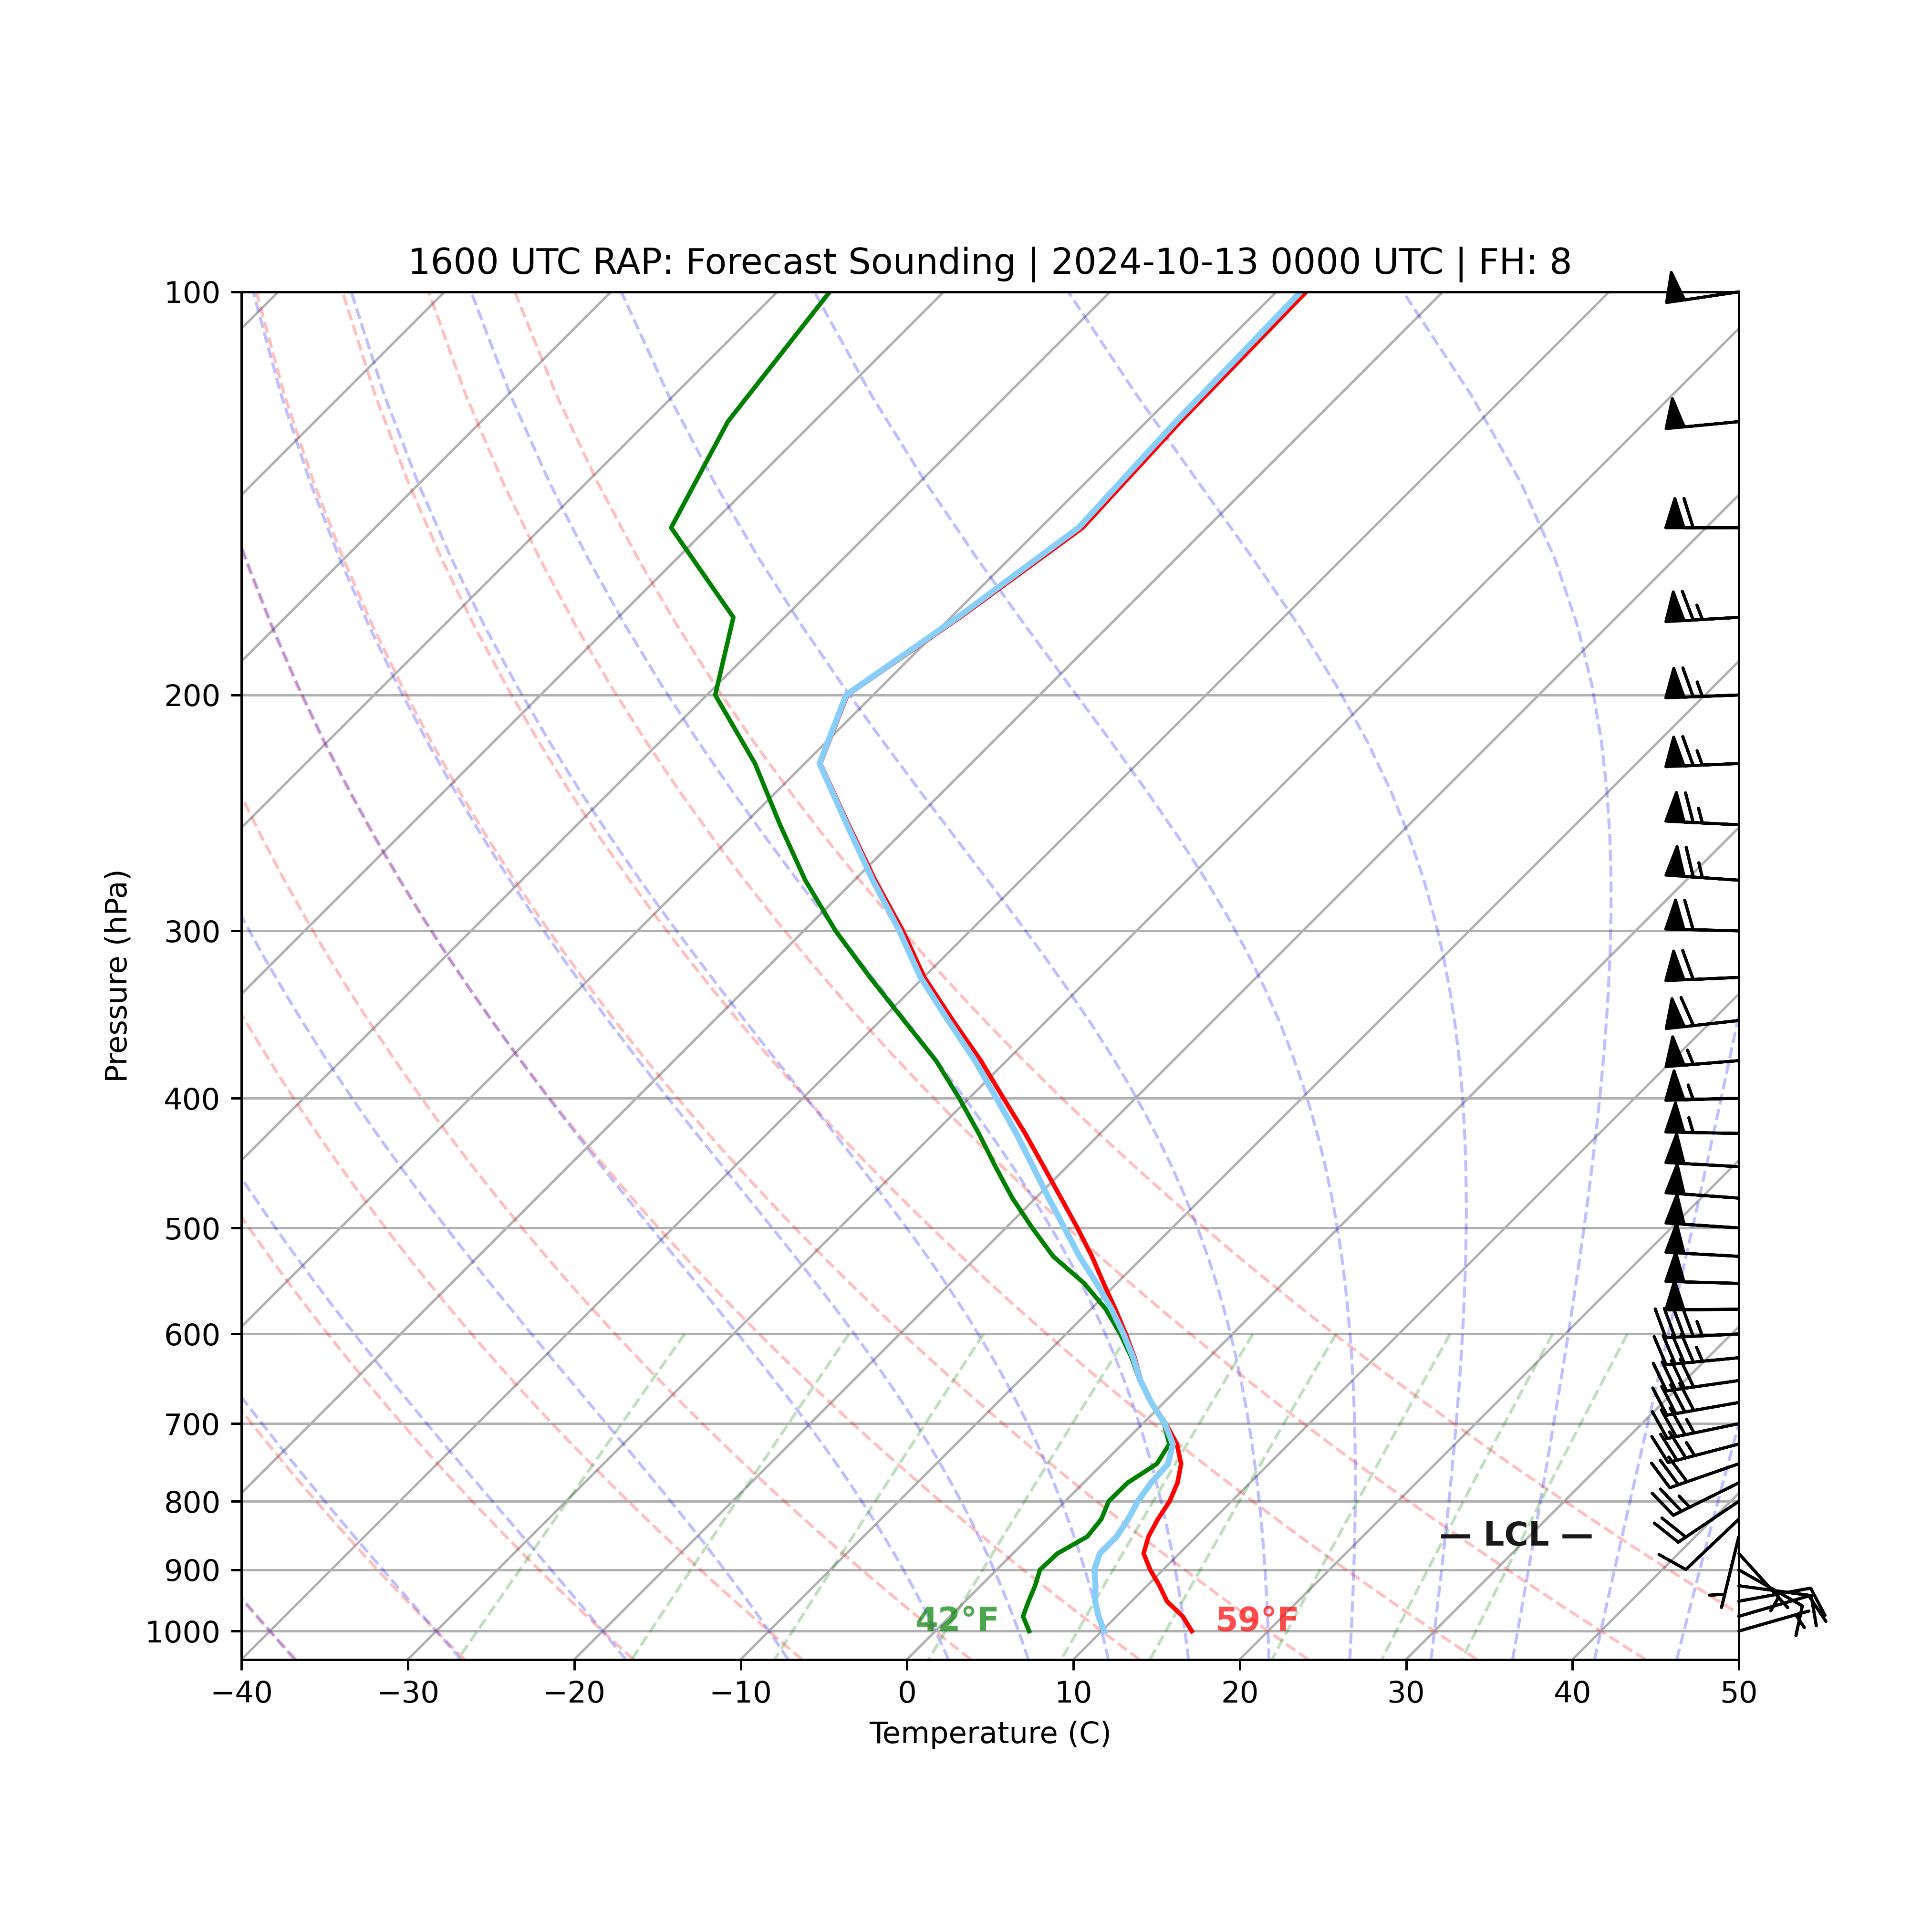 1600 UTC RAP: Forecast Sounding | 2024-10-13 0000 UTC | FH: 8
100
200
300
400
500
600
700
800
900
1000
Pressure (hPa)
— LCL —
42°F
59°F
−40 −30 −20 −10 0 10 20 30 40 50
Temperature (C)